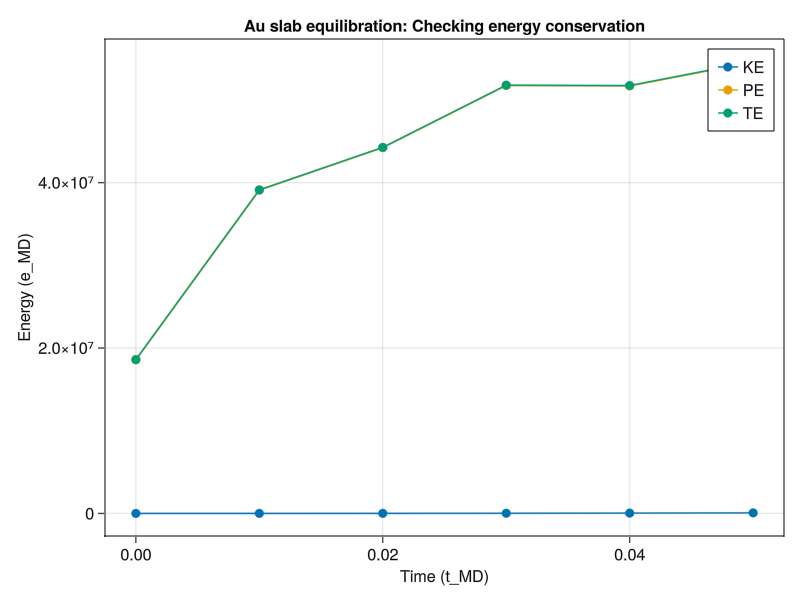 Au slab equilibration: Checking energy conservation
KE
PE
TE
4.0×10⁷
2.0×10⁷
0
Energy (e_MD)
0.00
0.02
0.04
Time (t_MD)